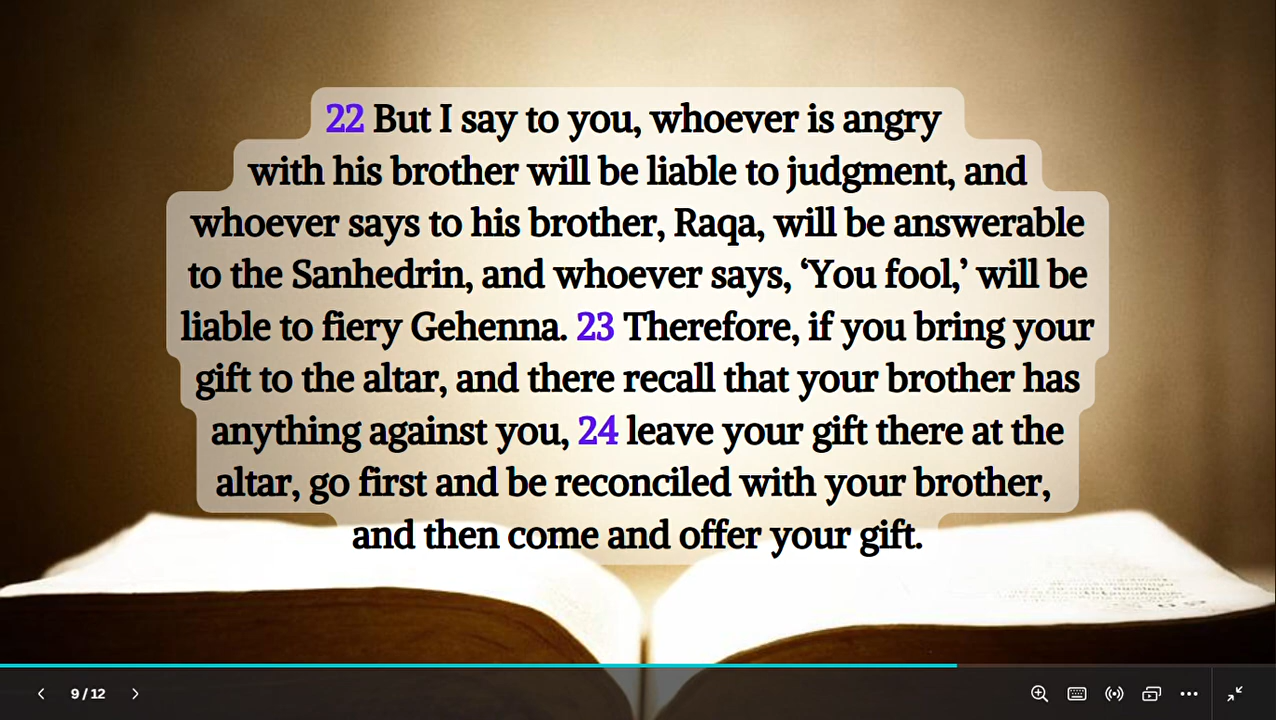 22 But I say to you, whoever is angry
with his brother will be liable to judgment, and
whoever says to his brother, Raqa, will be answerable
to the Sanhedrin, and whoever says, ‘You fool,’ will be
liable to fiery Gehenna. 23 Therefore, if you bring your
gift to the altar, and there recall that your brother has
anything against you, 24 leave your gift there at the
altar, go first and be reconciled with your brother,
and then come and offer your gift.
9 / 12